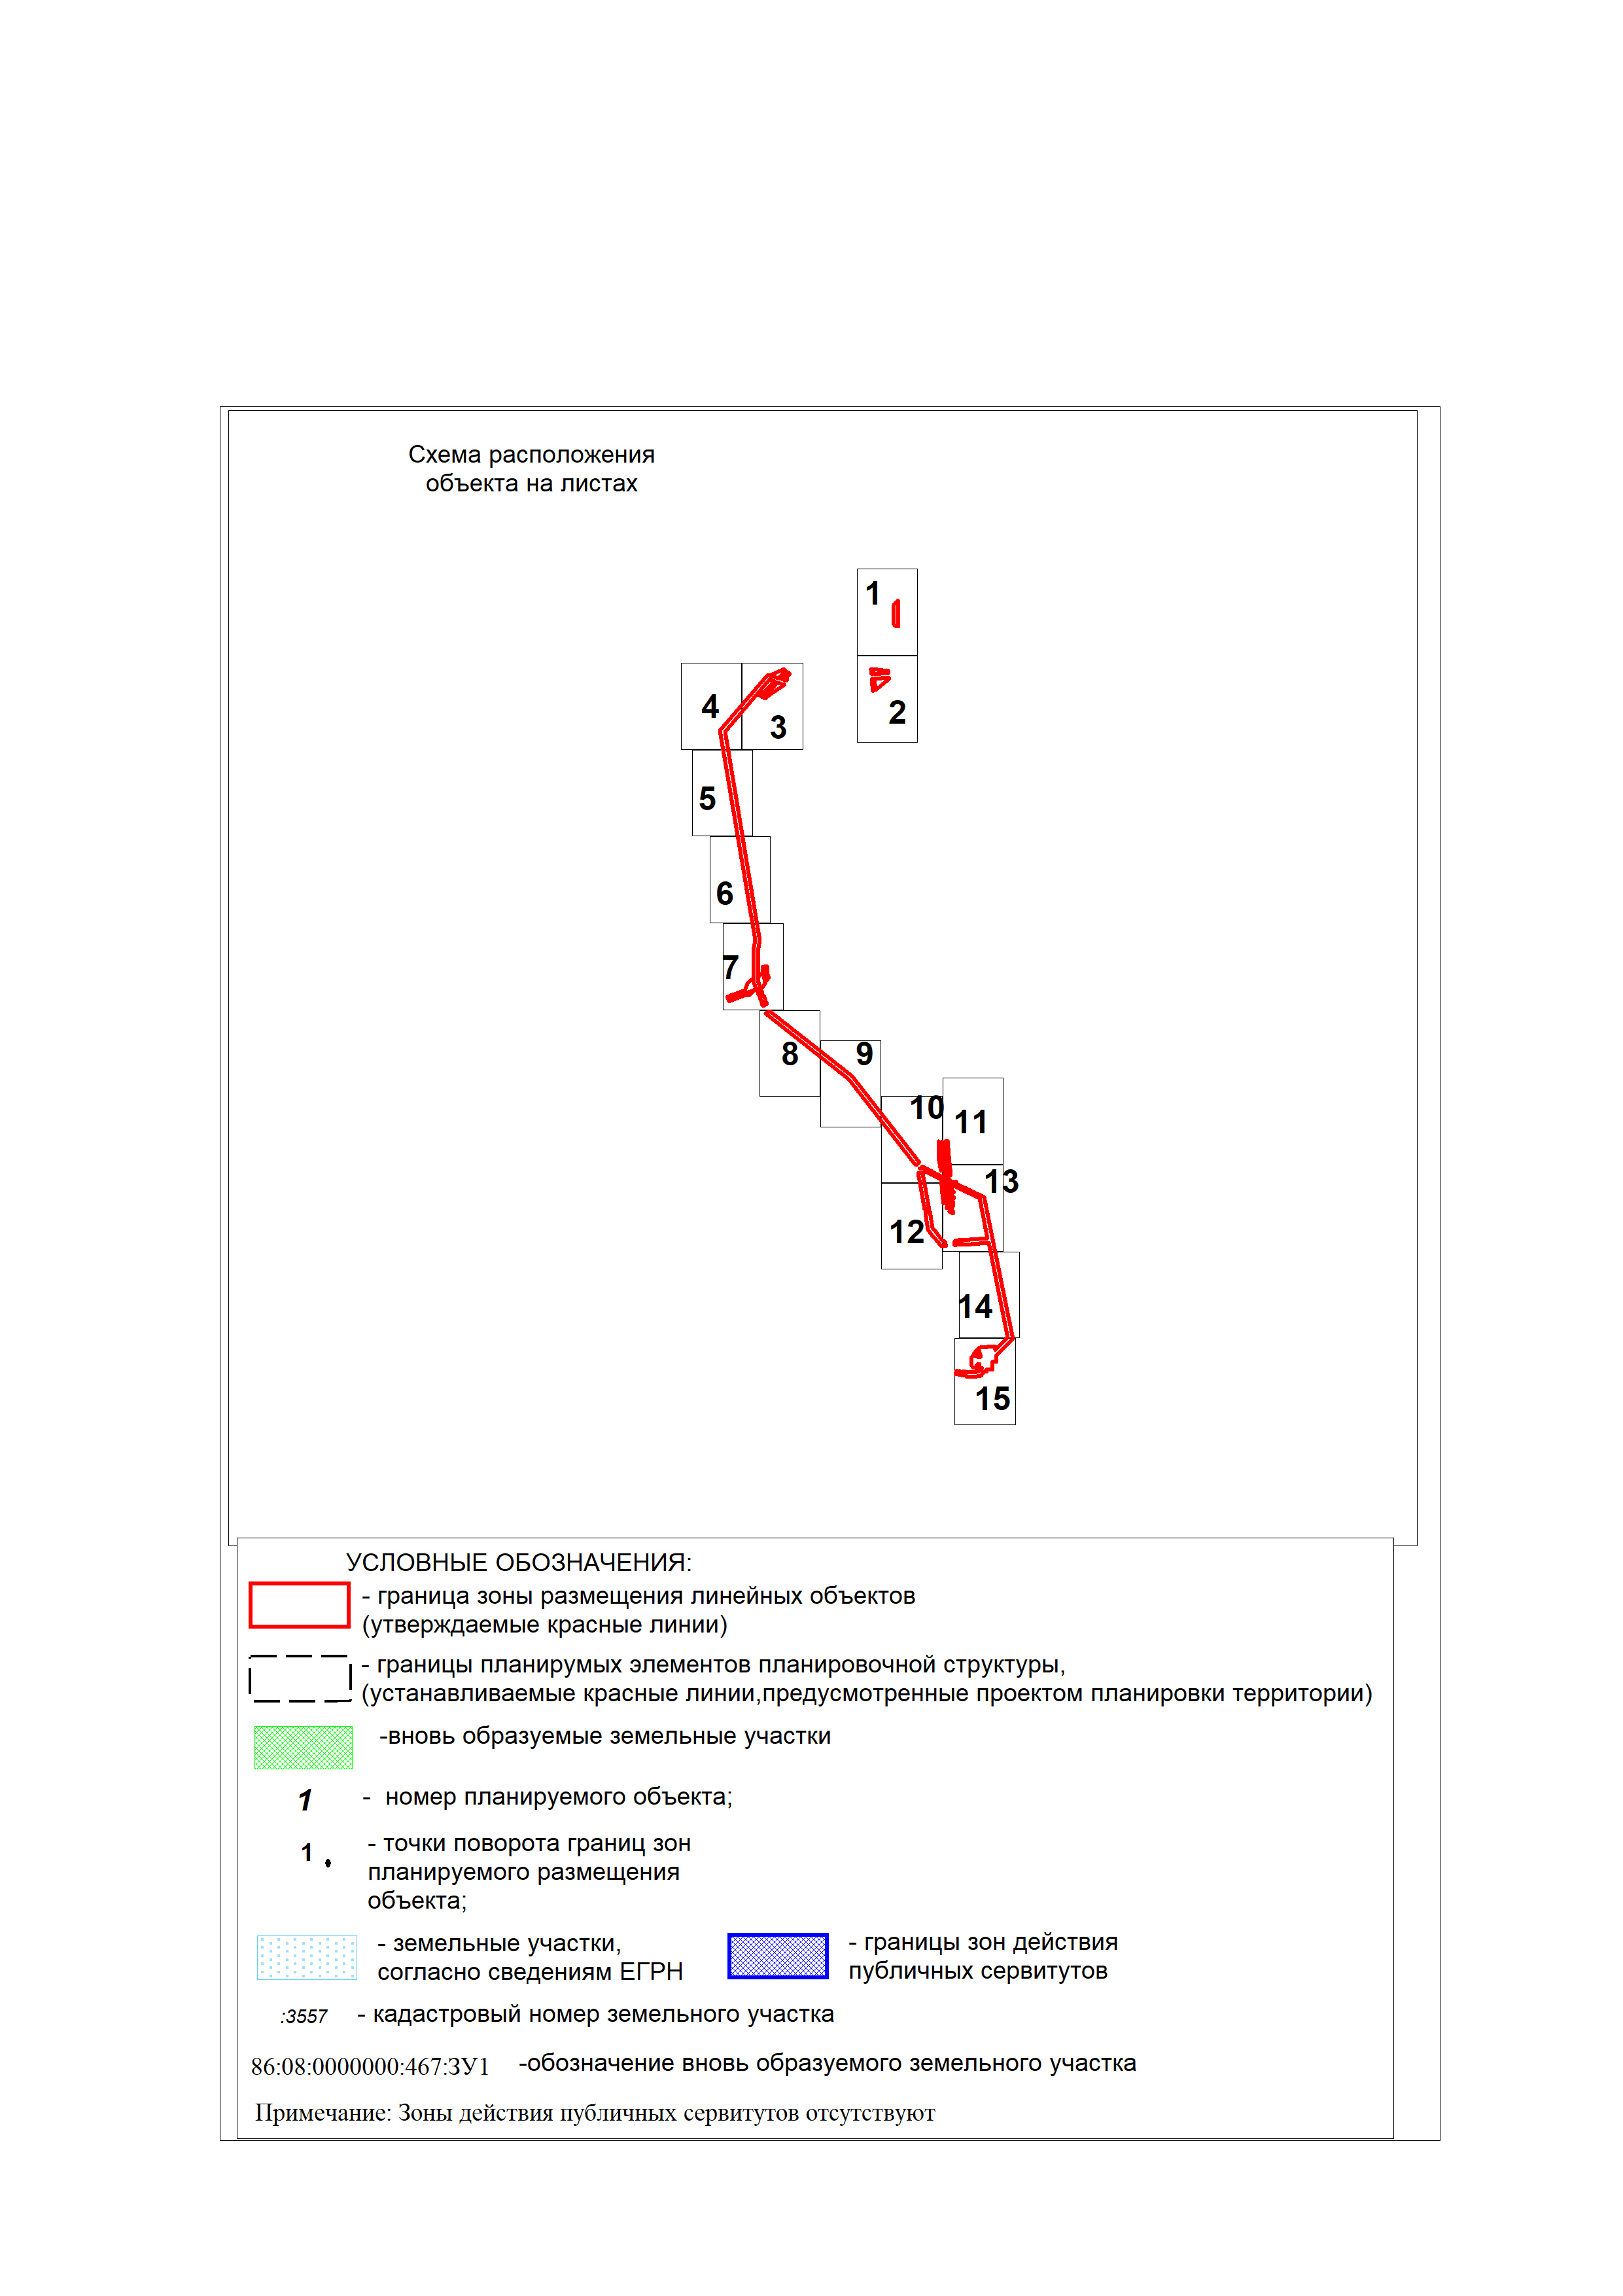 Схема расположения
объекта на листах
1
2
4
3
5
6
7
8
9
10
11
13
12
14
15
УСЛОВНЫЕ ОБОЗНАЧЕНИЯ:
- граница зоны размещения линейных объектов
(утверждаемые красные линии)
- границы планирумых элементов планировочной структуры,
(устанавливаемые красные линии,предусмотренные проектом планировки территории)
-вновь образуемые земельные участки
1 - номер планируемого объекта;
1 - точки поворота границ зон
планируемого размещения
объекта;
- земельные участки,
согласно сведениям ЕГРН
- границы зон действия
публичных сервитутов
:3557 - кадастровый номер земельного участка
86:08:0000000:467:ЗУ1 -обозначение вновь образуемого земельного участка
Примечание: Зоны действия публичных сервитутов отсутствуют